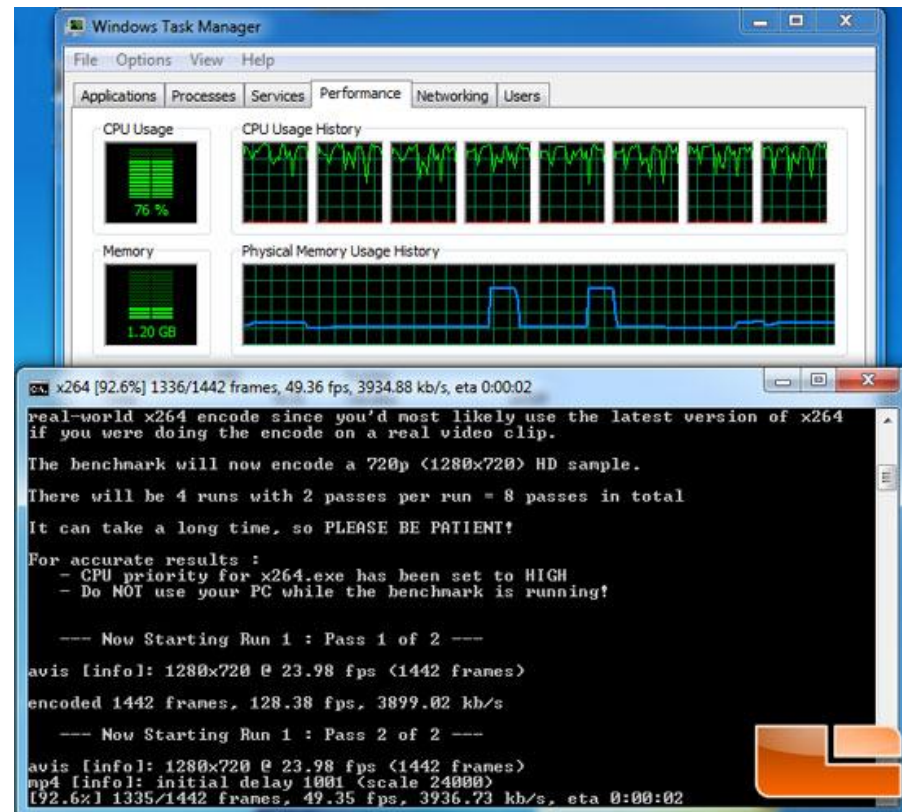 Windows Task Manager
File Options View Help
Applications Processes Services Performance Networking Users
CPU Usage
CPU Usage History
76 %
Memory
Physical Memory Usage History
1.20 GB
x264 [92.6%] 1336/1442 frames, 49.36 fps, 3934.88 kb/s, eta 0:00:02
real-world x264 encode since you'd most likely use the latest version of x264
if you were doing the encode on a real video clip.
The benchmark will now encode a 720p (1280x720) HD sample.
There will be 4 runs with 2 passes per run = 8 passes in total
It can take a long time, so PLEASE BE PATIENT!
For accurate results :
- CPU priority for x264.exe has been set to HIGH
- Do NOT use your PC while the benchmark is running!
--- Now Starting Run 1 : Pass 1 of 2 ---
avis [info]: 1280x720 @ 23.98 fps (1442 frames)
encoded 1442 frames, 128.38 fps, 3899.02 kb/s
--- Now Starting Run 1 : Pass 2 of 2 ---
avis [info]: 1280x720 @ 23.98 fps (1442 frames)
mp4 [info]: initial delay 1001 (scale 24000)
[92.6%] 1335/1442 frames, 49.35 fps, 3936.73 kb/s, eta 0:00:02